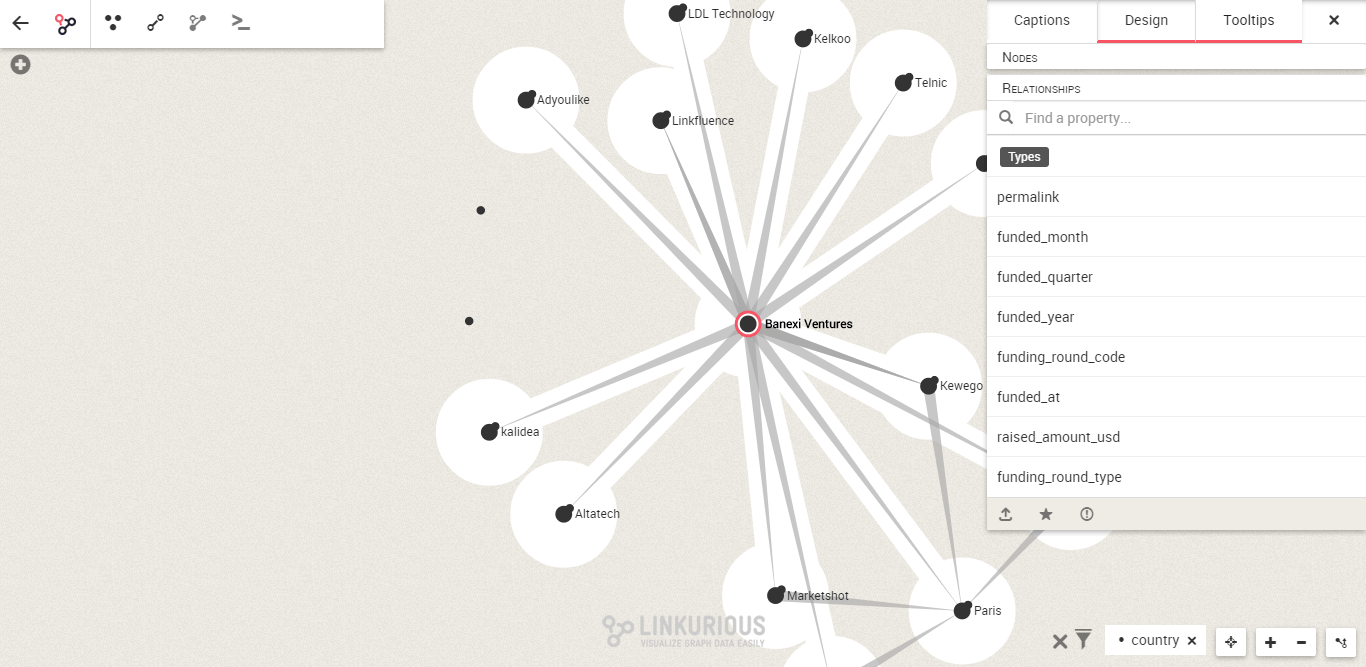 Captions
Design
Tooltips
NODES
RELATIONSHIPS
Find a property...
Types
permalink
funded_month
funded_quarter
funded_year
funding_round_code
funded_at
raised_amount_usd
funding_round_type
LDL Technology
Kelkoo
Telnic
Adyoulike
Linkfluence
Banexi Ventures
Kewego
kalidea
Altatech
Marketshot
Paris
LINKURIOUS
VISUALIZE GRAPH DATA EASILY
country